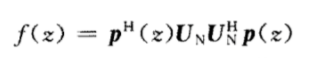 f(z) = p^H(z)U_N U_N^H p(z)